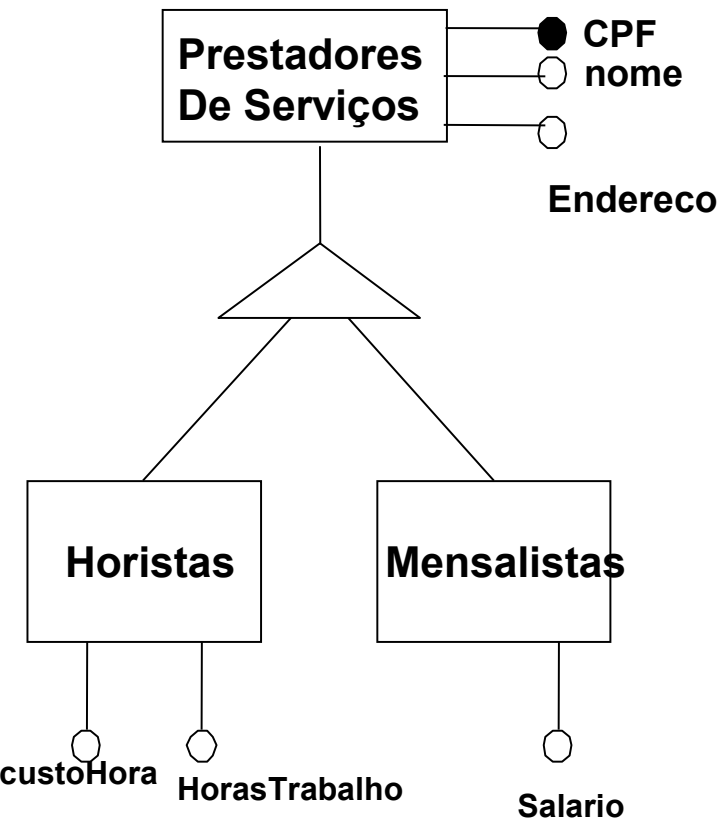 Prestadores
De Serviços
CPF
nome
Endereco
Horistas
Mensalistas
custoHora
HorasTrabalho
Salario